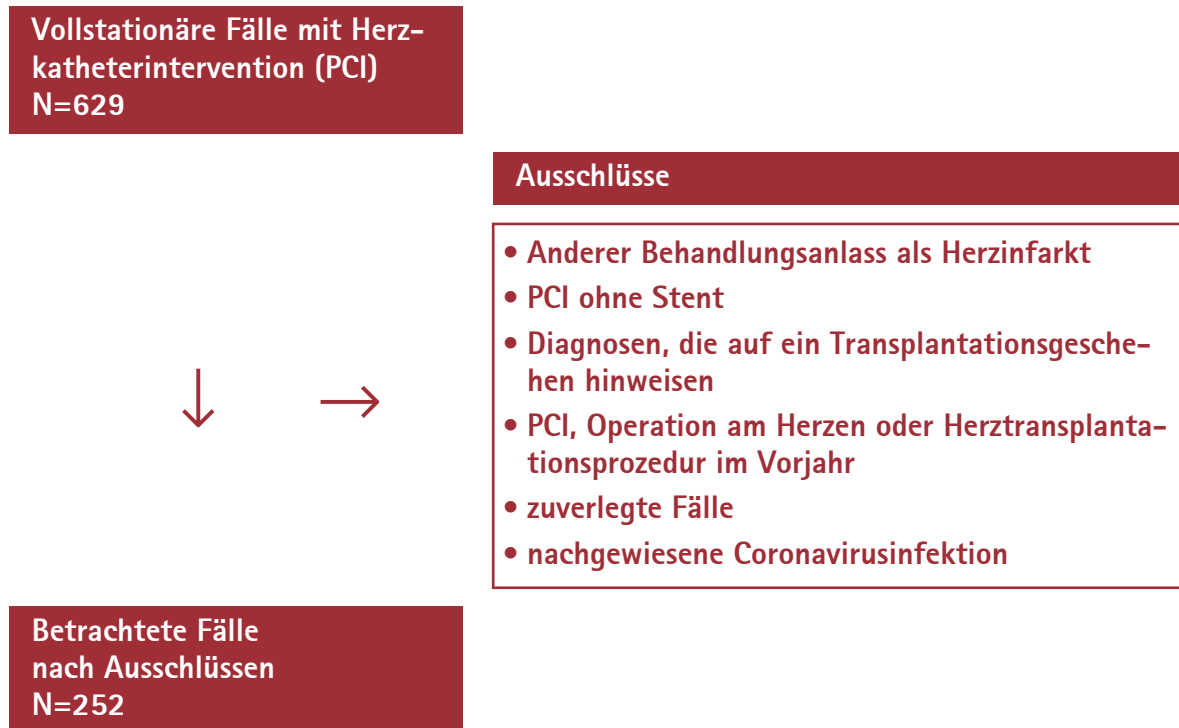 Vollstationäre Fälle mit Herz-
katheterintervention (PCI)
N=629
Ausschlüsse
• Anderer Behandlungsanlass als Herzinfarkt
• PCI ohne Stent
• Diagnosen, die auf ein Transplantationsgesche-
hen hinweisen
• PCI, Operation am Herzen oder Herztransplanta-
tionsprozedur im Vorjahr
• zuverlegte Fälle
• nachgewiesene Coronavirusinfektion
Betrachtete Fälle
nach Ausschlüssen
N=252